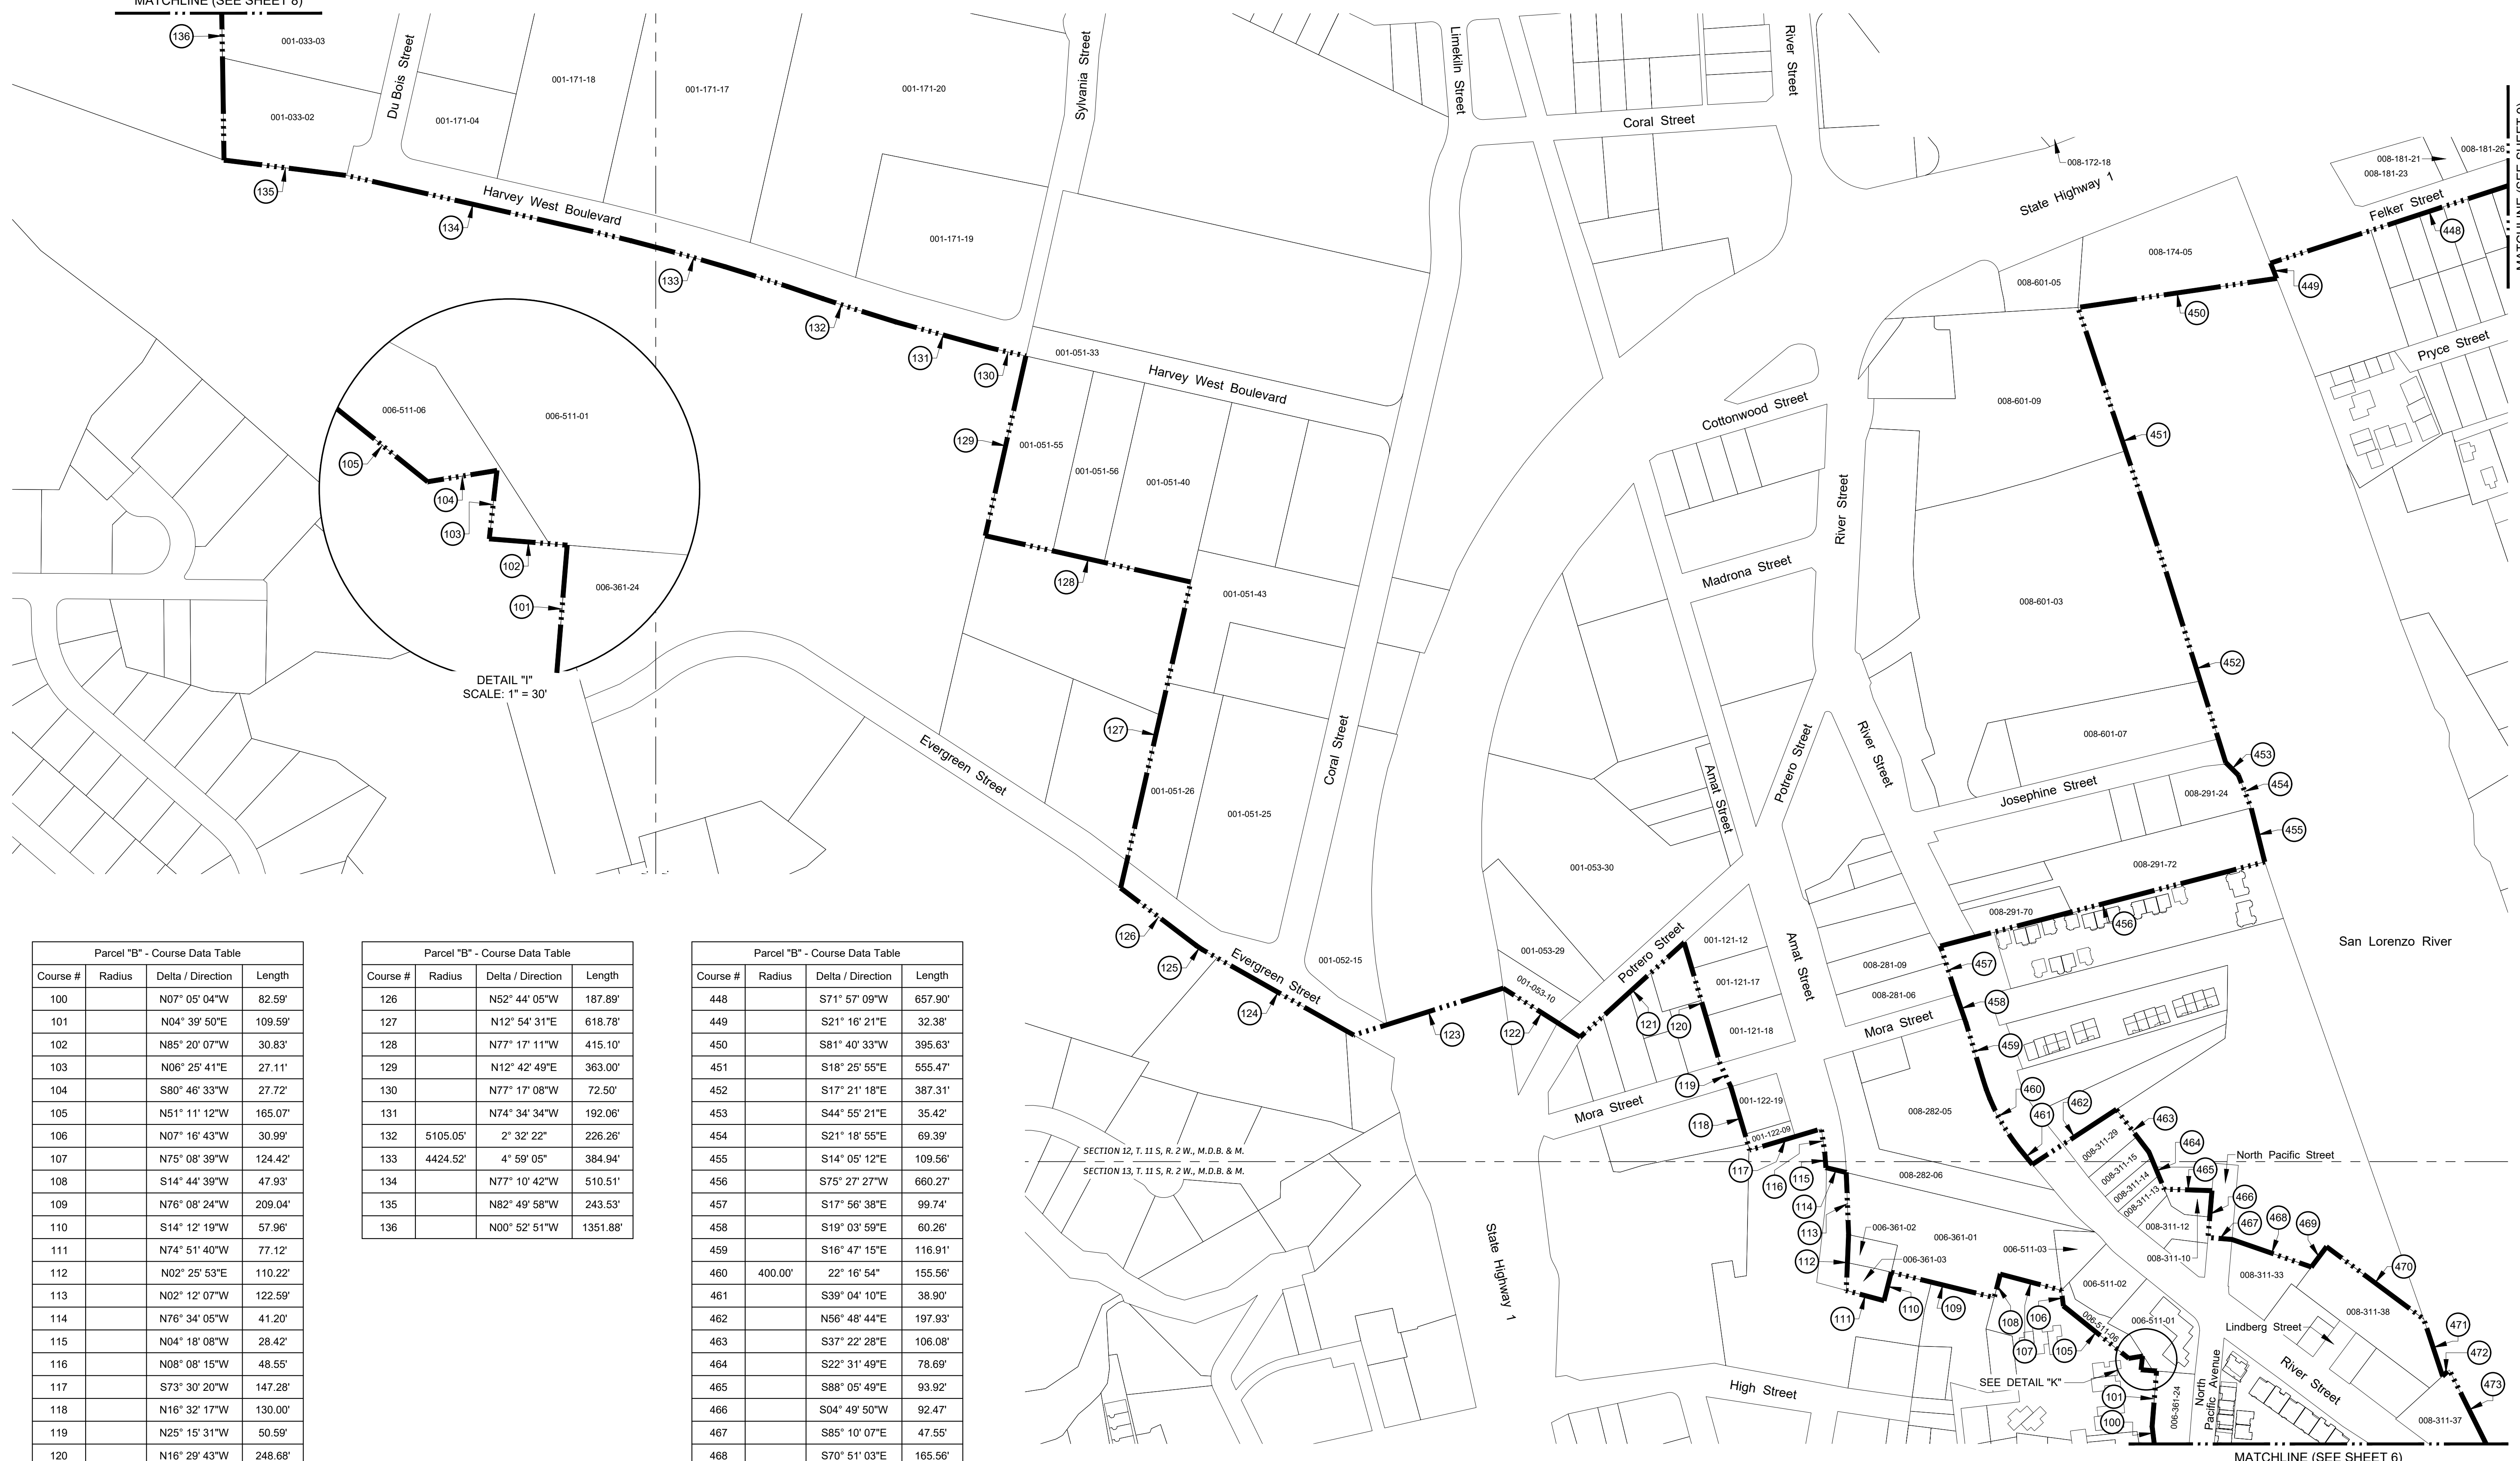 MATCHLINE (SEE SHEET 8)
136
001-033-03
001-033-02
Du Bois Street
001-171-04
001-171-18
001-171-17
001-171-20
001-171-19
Sylvania Street
135
134
Harvey West Boulevard
133
132
131
130
001-051-33
Harvey West Boulevard
129
001-051-55
001-051-56
001-051-40
128
001-051-43
127
001-051-26
001-051-25
Coral Street
Evergreen Street
006-511-06
006-511-01
105
104
103
102
101
006-361-24
DETAIL "I"
SCALE: 1" = 30'
Limekiln Street
River Street
Coral Street
008-172-18
State Highway 1
008-181-21
008-181-26
008-181-23
Felker Street
448
449
450
008-174-05
008-601-05
Pryce Street
008-601-09
451
Cottonwood Street
River Street
Madrona Street
008-601-03
452
008-601-07
Potrero Street
River Street
Amat Street
453
454
455
Josephine Street
008-291-24
008-291-72
008-291-70
456
San Lorenzo River
001-053-30
001-053-29
001-053-10
001-052-15
Potrero Street
001-121-12
001-121-17
001-121-18
Amat Street
008-281-09
008-281-06
Mora Street
457
458
459
460
461
462
463
464
465
466
467
468
469
470
471
472
473
126
125
124
Evergreen Street
123
122
121
120
119
118
117
116
115
114
113
112
111
110
109
108
107
106
105
101
100
Mora Street
001-122-19
001-122-09
008-282-05
008-282-06
008-311-29
008-311-15
008-311-14
008-311-13
008-311-12
008-311-10
North Pacific Street
008-311-33
008-311-38
008-311-37
006-361-02
006-361-01
006-361-03
006-511-03
006-511-02
006-511-01
006-511-06
Lindberg Street
River Street
North
Pacific Avenue
006-361-24
SEE DETAIL "K"
High Street
State Highway 1
SECTION 12, T. 11 S, R. 2 W., M.D.B. & M.
SECTION 13, T. 11 S, R. 2 W., M.D.B. & M.
MATCHLINE (SEE SHEET 6)
Parcel "B" - Course Data Table
Course # Radius Delta / Direction Length
100 N07° 05' 04"W 82.59'
101 N04° 39' 50"E 109.59'
102 N85° 20' 07"W 30.83'
103 N06° 25' 41"E 27.11'
104 S80° 46' 33"W 27.72'
105 N51° 11' 12"W 165.07'
106 N07° 16' 43"W 30.99'
107 N75° 08' 39"W 124.42'
108 S14° 44' 39"W 47.93'
109 N76° 08' 24"W 209.04'
110 S14° 12' 19"W 57.96'
111 N74° 51' 40"W 77.12'
112 N02° 25' 53"E 110.22'
113 N02° 12' 07"W 122.59'
114 N76° 34' 05"W 41.20'
115 N04° 18' 08"W 28.42'
116 N08° 08' 15"W 48.55'
117 S73° 30' 20"W 147.28'
118 N16° 32' 17"W 130.00'
119 N25° 15' 31"W 50.59'
120 N16° 29' 43"W 248.68'
Parcel "B" - Course Data Table
Course # Radius Delta / Direction Length
126 N52° 44' 05"W 187.89'
127 N12° 54' 31"E 618.78'
128 N77° 17' 11"W 415.10'
129 N12° 42' 49"E 363.00'
130 N77° 17' 08"W 72.50'
131 N74° 34' 34"W 192.06'
132 5105.05' 2° 32' 22" 226.26'
133 4424.52' 4° 59' 05" 384.94'
134 N77° 10' 42"W 510.51'
135 N82° 49' 58"W 243.53'
136 N00° 52' 51"W 1351.88'
Parcel "B" - Course Data Table
Course # Radius Delta / Direction Length
448 S71° 57' 09"W 657.90'
449 S21° 16' 21"E 32.38'
450 S81° 40' 33"W 395.63'
451 S18° 25' 55"E 555.47'
452 S17° 21' 18"E 387.31'
453 S44° 55' 21"E 35.42'
454 S21° 18' 55"E 69.39'
455 S14° 05' 12"E 109.56'
456 S75° 27' 27"W 660.27'
457 S17° 56' 38"E 99.74'
458 S19° 03' 59"E 60.26'
459 S16° 47' 15"E 116.91'
460 400.00' 22° 16' 54" 155.56'
461 S39° 04' 10"E 38.90'
462 N56° 48' 44"E 197.93'
463 S37° 22' 28"E 106.08'
464 S22° 31' 49"E 78.69'
465 S88° 05' 49"E 93.92'
466 S04° 49' 50"W 92.47'
467 S85° 10' 07"E 47.55'
468 S70° 51' 03"E 165.56'